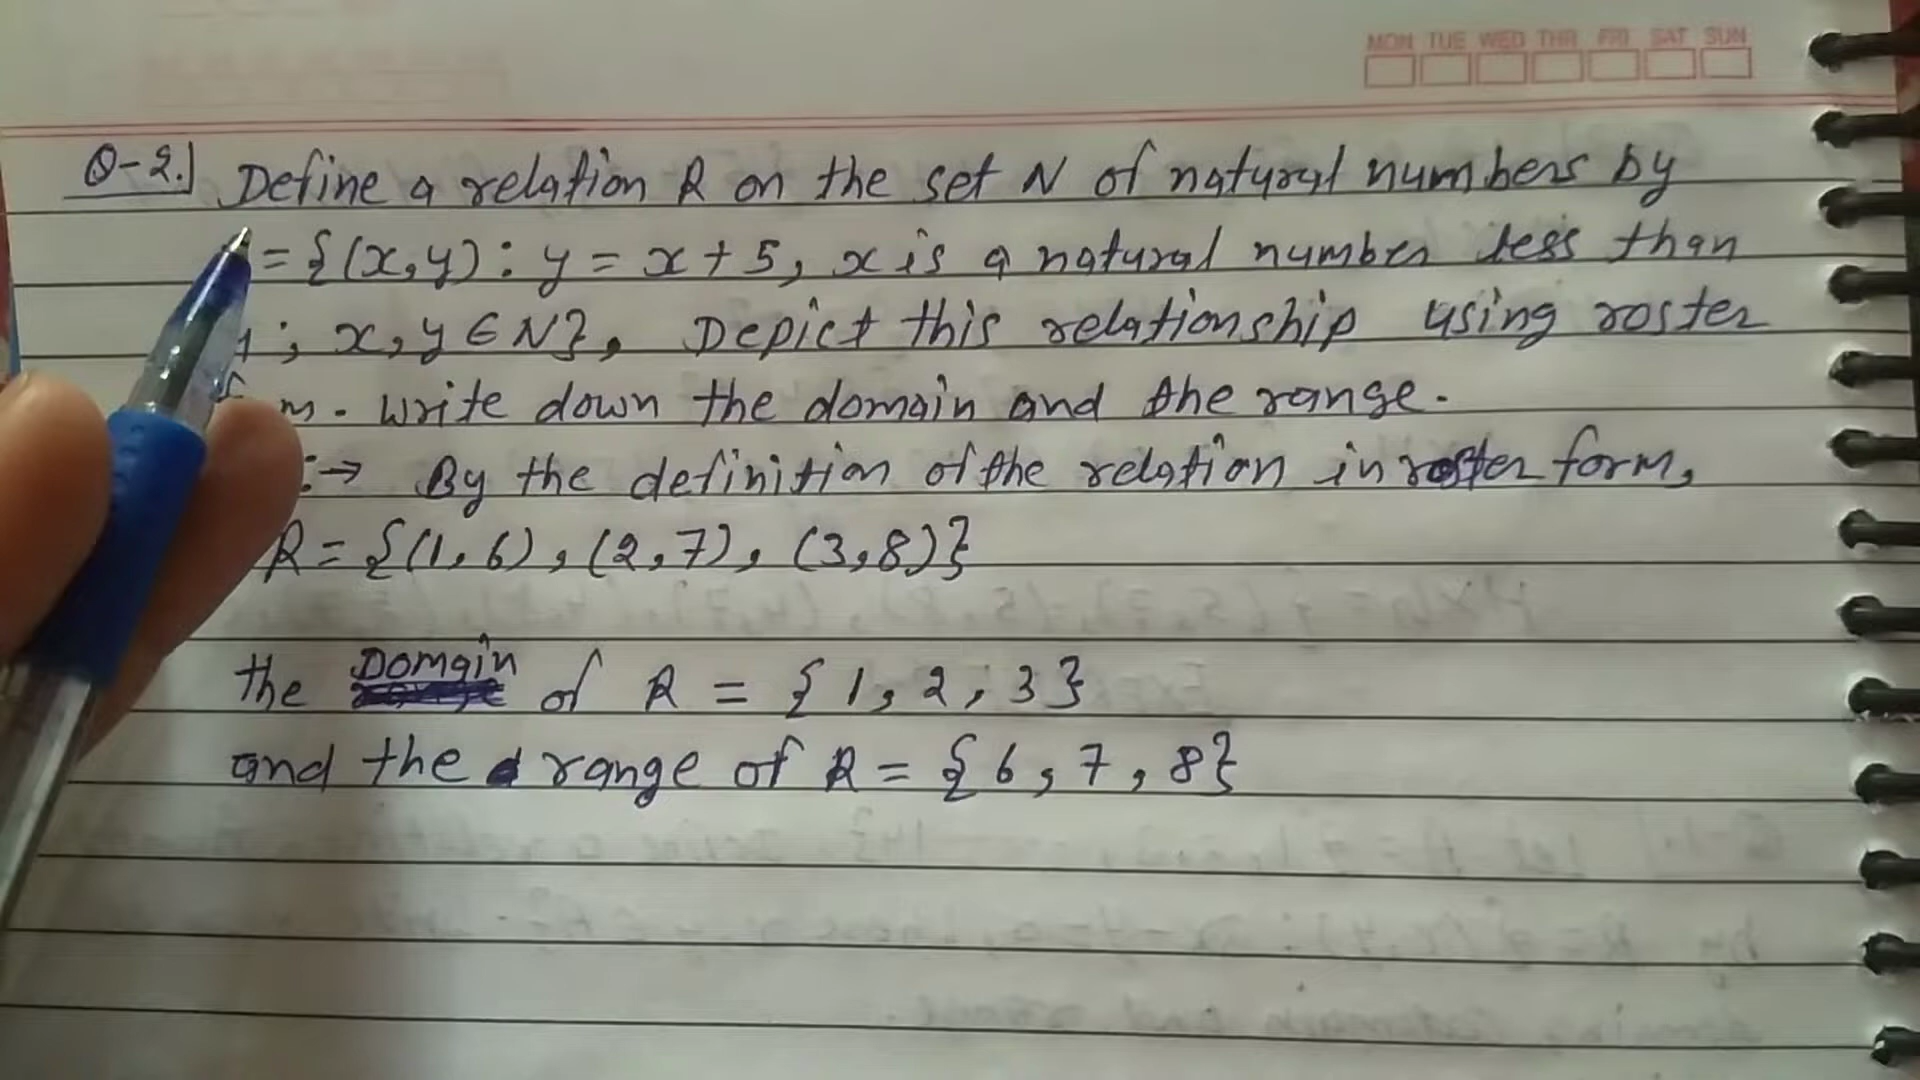 MON TUE WED THR FRI SAT SUN
Q-2. Define a relation R on the set N of natural numbers by
= {(x,y) : y = x + 5, x is a natural number less than
; x, y ∈ N}, Depict this relationship using roster
m. write down the domain and the range.
:→ By the definition of the relation in roster form,
R = {(1,6), (2,7), (3,8)}
the Domain of R = {1, 2, 3}
and the range of R = {6, 7, 8}